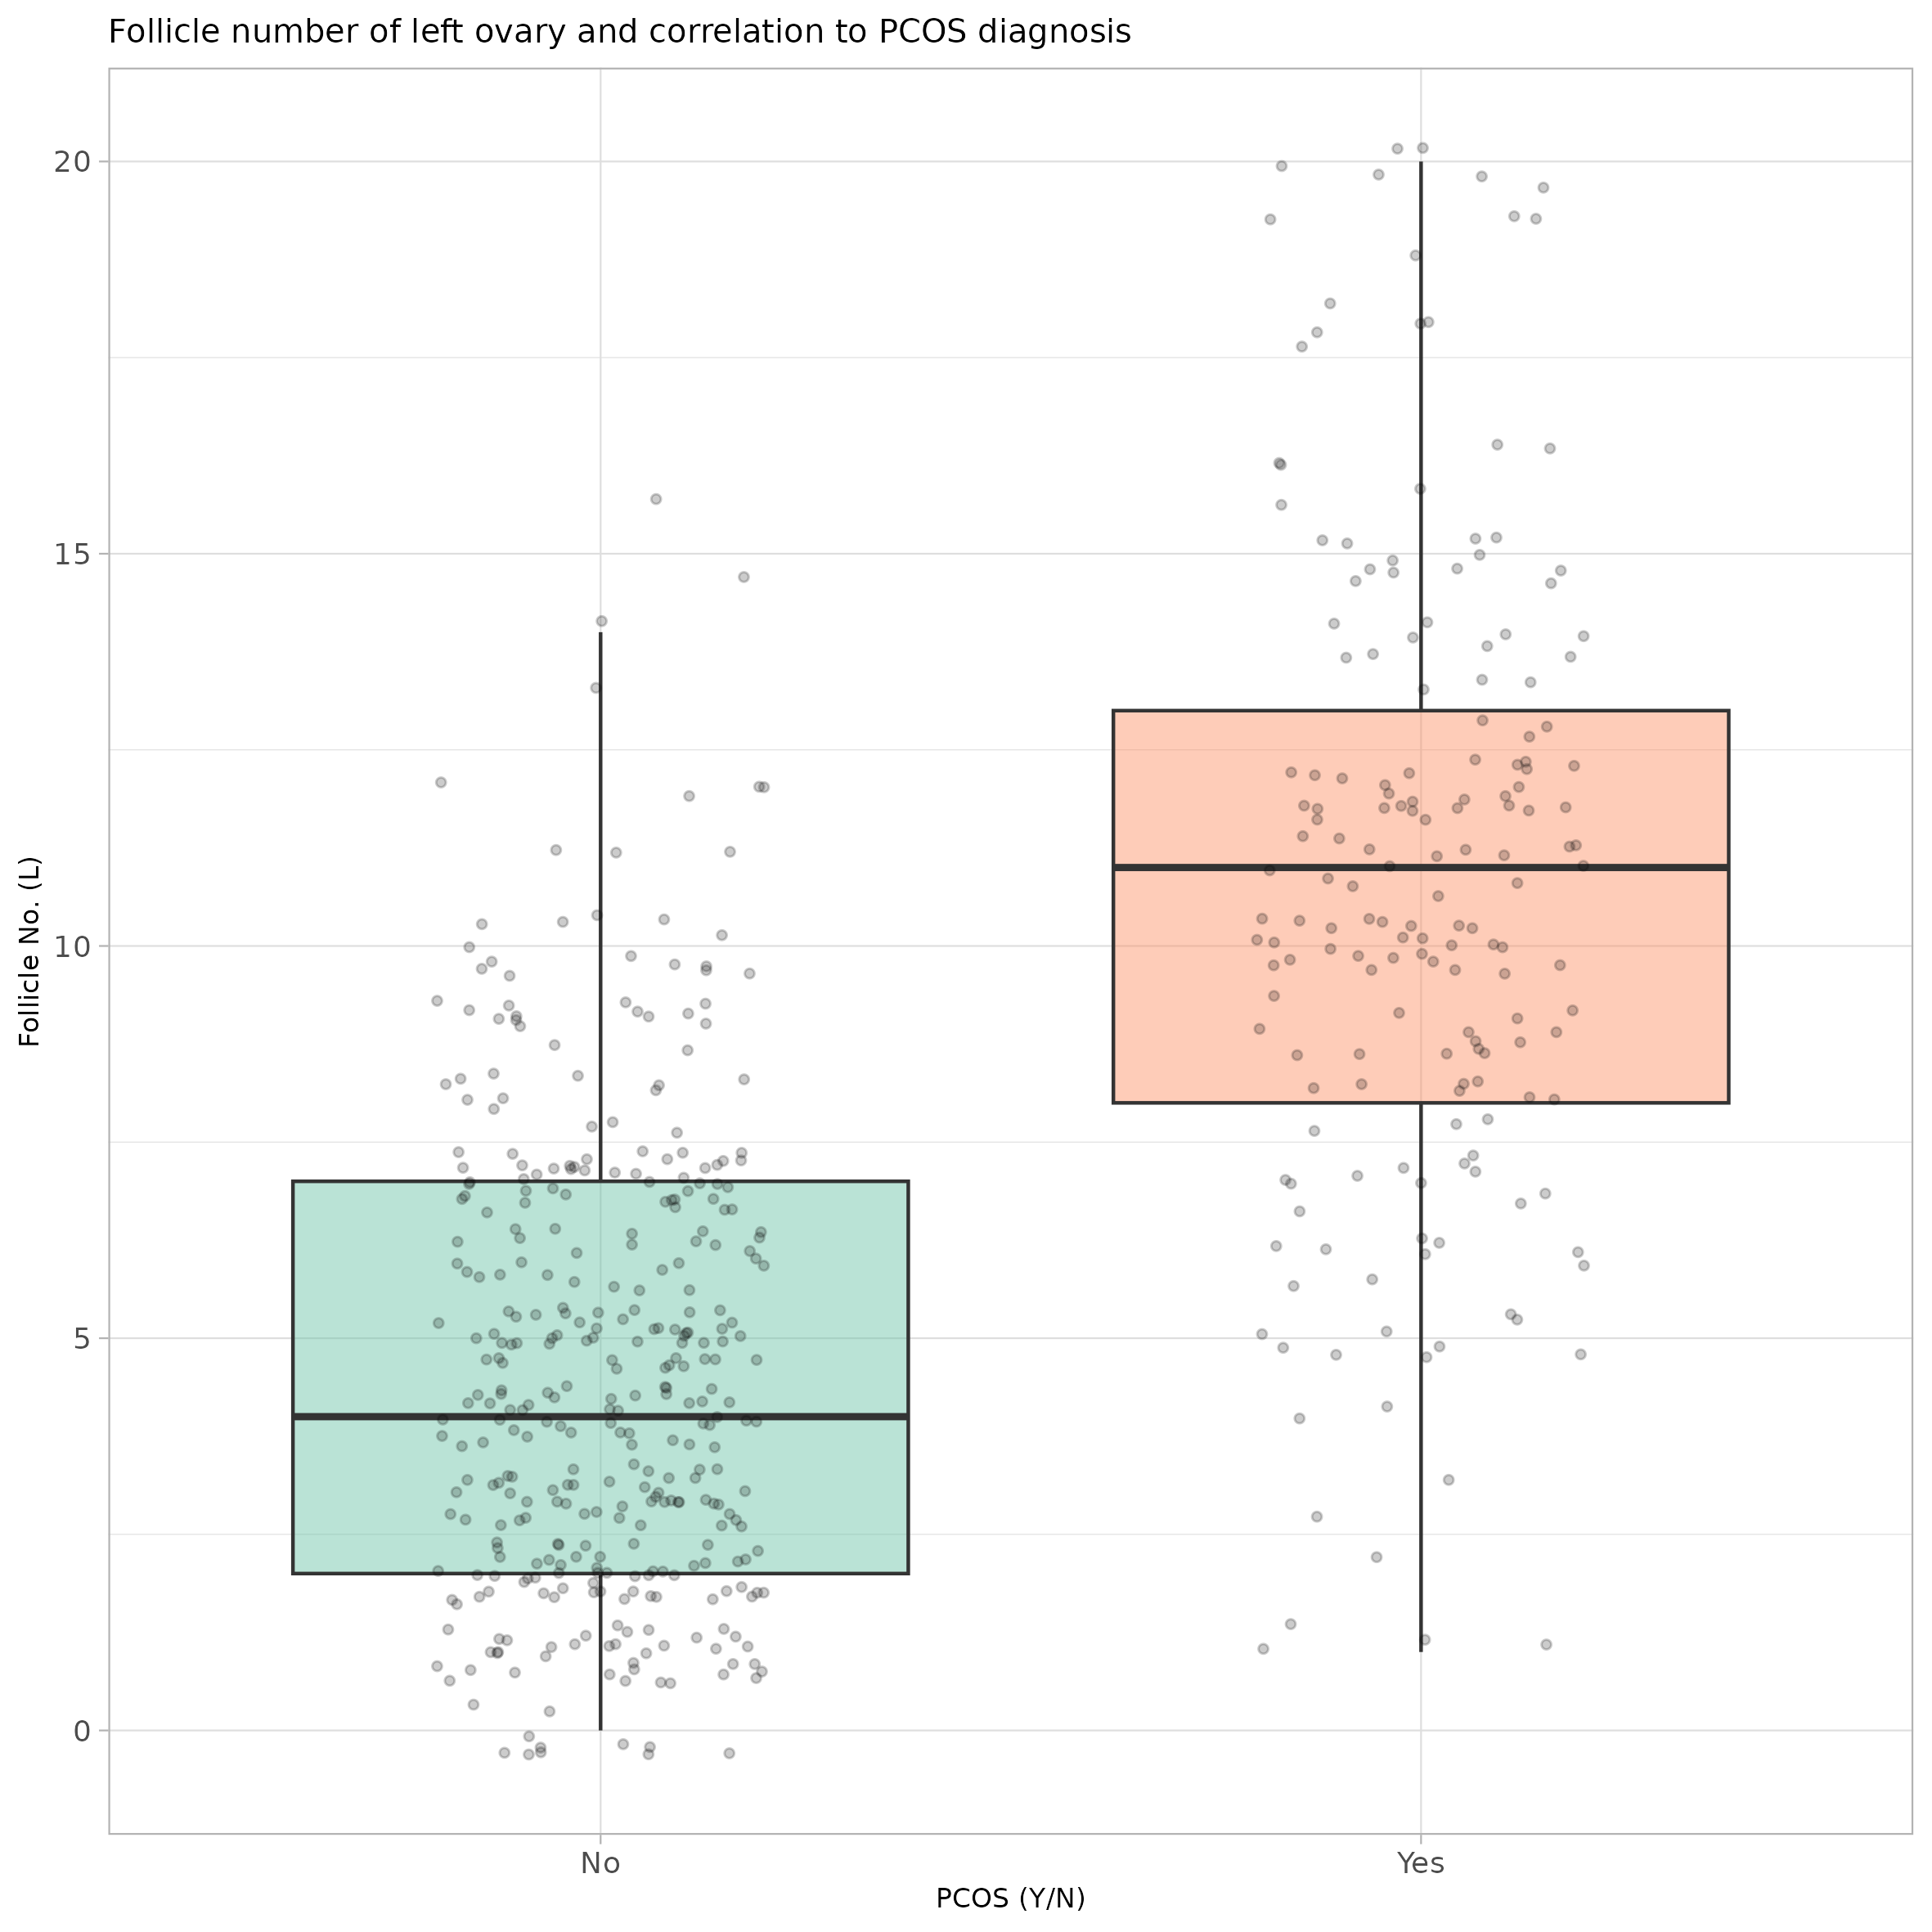 Follicle number of left ovary and correlation to PCOS diagnosis
20
15
10
5
0
Follicle No. (L)
No
Yes
PCOS (Y/N)